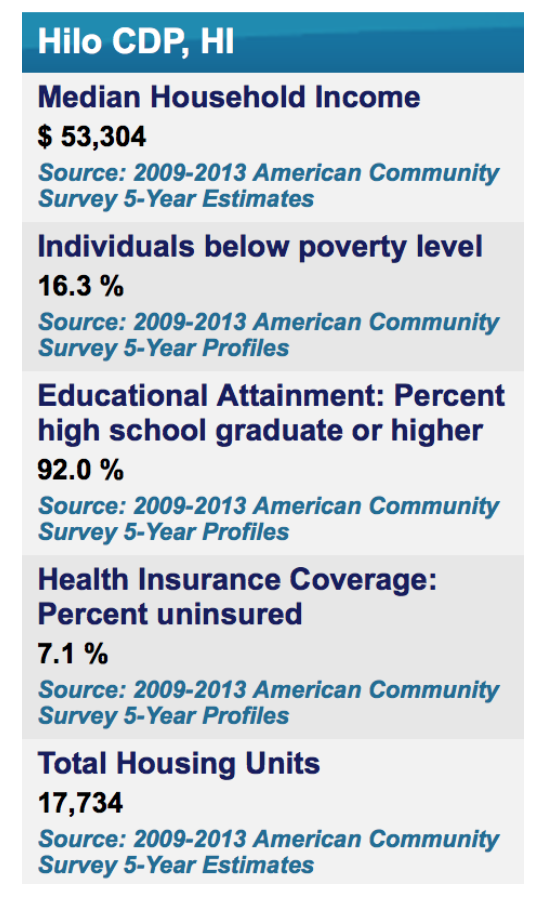 Hilo CDP, HI
Median Household Income
$ 53,304
Source: 2009-2013 American Community
Survey 5-Year Estimates
Individuals below poverty level
16.3 %
Source: 2009-2013 American Community
Survey 5-Year Profiles
Educational Attainment: Percent
high school graduate or higher
92.0 %
Source: 2009-2013 American Community
Survey 5-Year Profiles
Health Insurance Coverage:
Percent uninsured
7.1 %
Source: 2009-2013 American Community
Survey 5-Year Profiles
Total Housing Units
17,734
Source: 2009-2013 American Community
Survey 5-Year Estimates